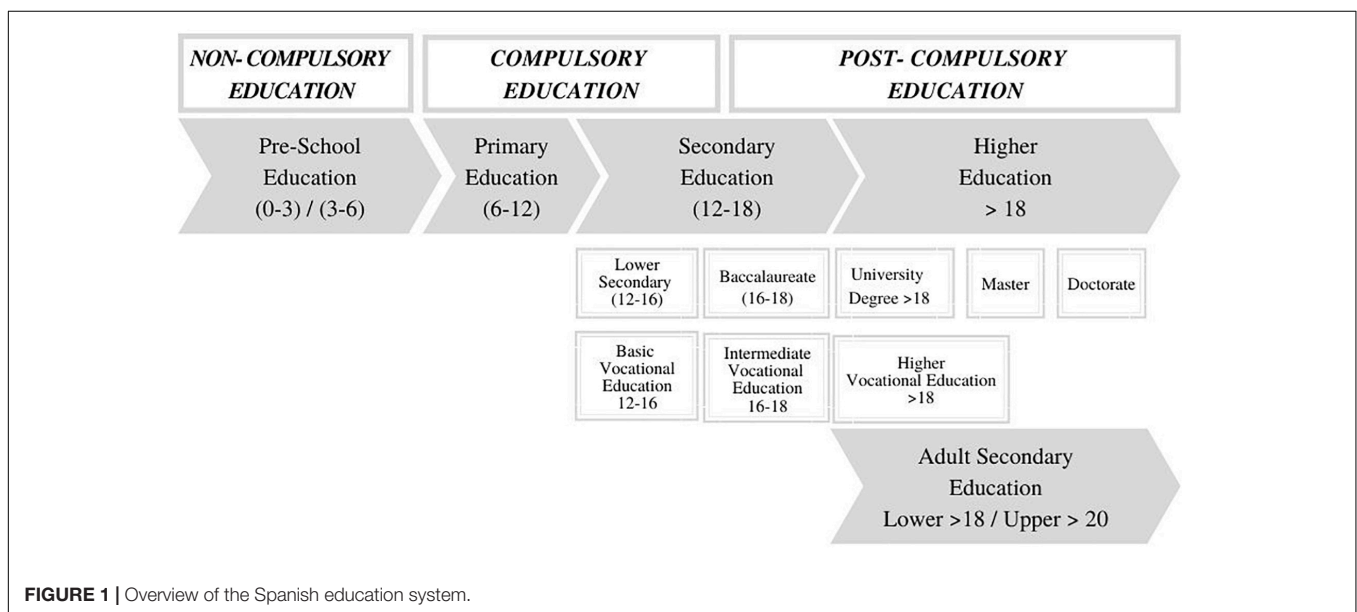 NON- COMPULSORY
EDUCATION
COMPULSORY
EDUCATION
POST- COMPULSORY
EDUCATION
Pre-School
Education
(0-3) / (3-6)
Primary
Education
(6-12)
Secondary
Education
(12-18)
Higher
Education
> 18
Lower
Secondary
(12-16)
Baccalaureate
(16-18)
University
Degree >18
Master
Doctorate
Basic
Vocational
Education
12-16
Intermediate
Vocational
Education
16-18
Higher
Vocational Education
>18
Adult Secondary
Education
Lower >18 / Upper > 20
FIGURE 1 | Overview of the Spanish education system.